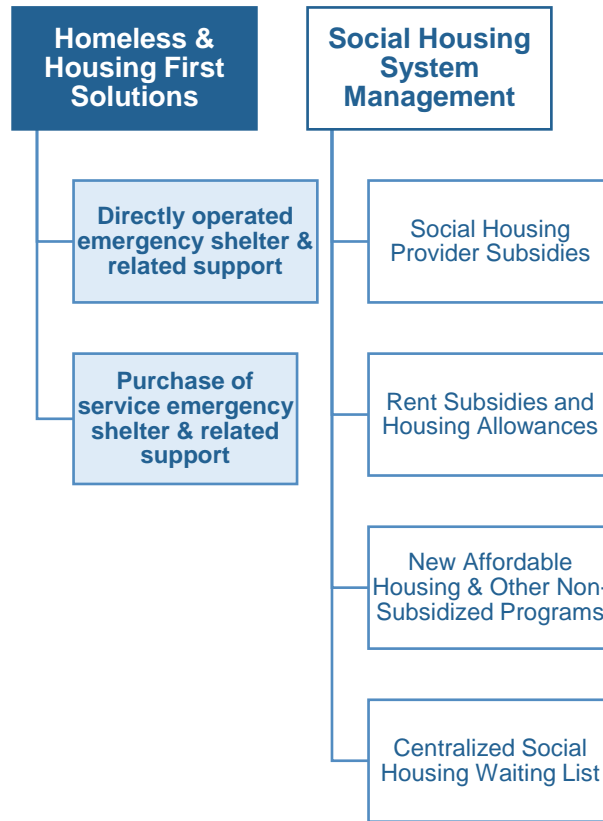 Homeless &
Housing First
Solutions
Directly operated
emergency shelter &
related support
Purchase of
service emergency
shelter & related
support
Social Housing
System
Management
Social Housing
Provider Subsidies
Rent Subsidies and
Housing Allowances
New Affordable
Housing & Other Non-
Subsidized Programs
Centralized Social
Housing Waiting List